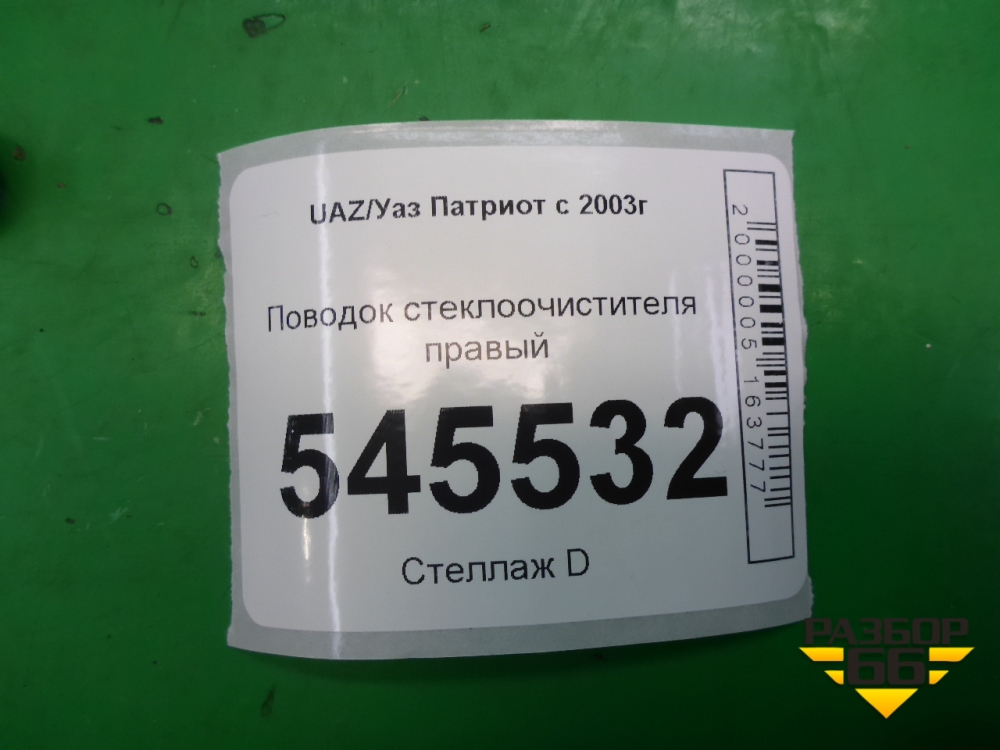 UAZ/Уаз Патриот с 2003г
Поводок стеклоочистителя
правый
545532
Стеллаж D
2000005163777
РАЗБОР
66